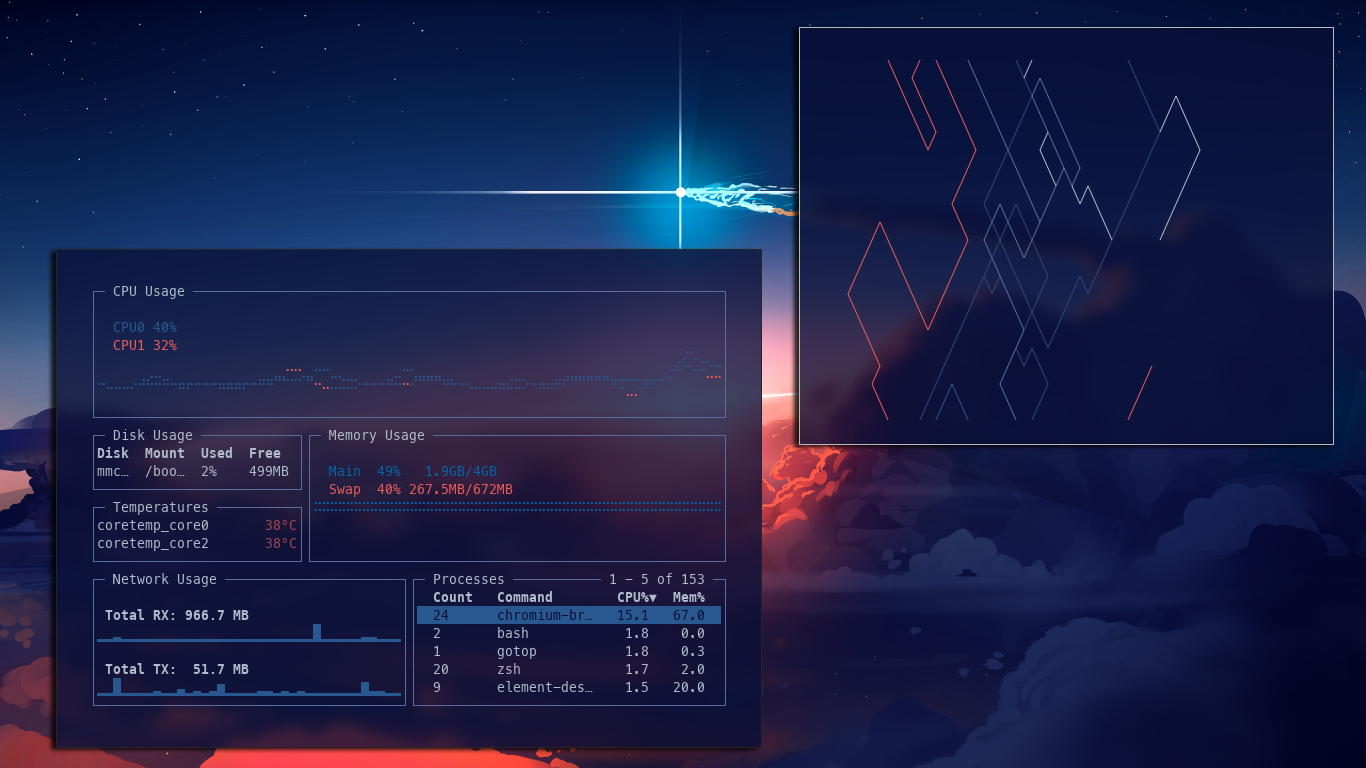 CPU Usage
CPU0 40%
CPU1 32%
Disk Usage
Disk Mount Used Free
mmc… /boo… 2% 499MB
Memory Usage
Main 49% 1.9GB/4GB
Swap 40% 267.5MB/672MB
Temperatures
coretemp_core0 38°C
coretemp_core2 38°C
Network Usage
Total RX: 966.7 MB
Total TX: 51.7 MB
Processes 1 – 5 of 153
Count Command CPU%▼ Mem%
24 chromium–br… 15.1 67.0
2 bash 1.8 0.0
1 gotop 1.8 0.3
20 zsh 1.7 2.0
9 element–des… 1.5 20.0